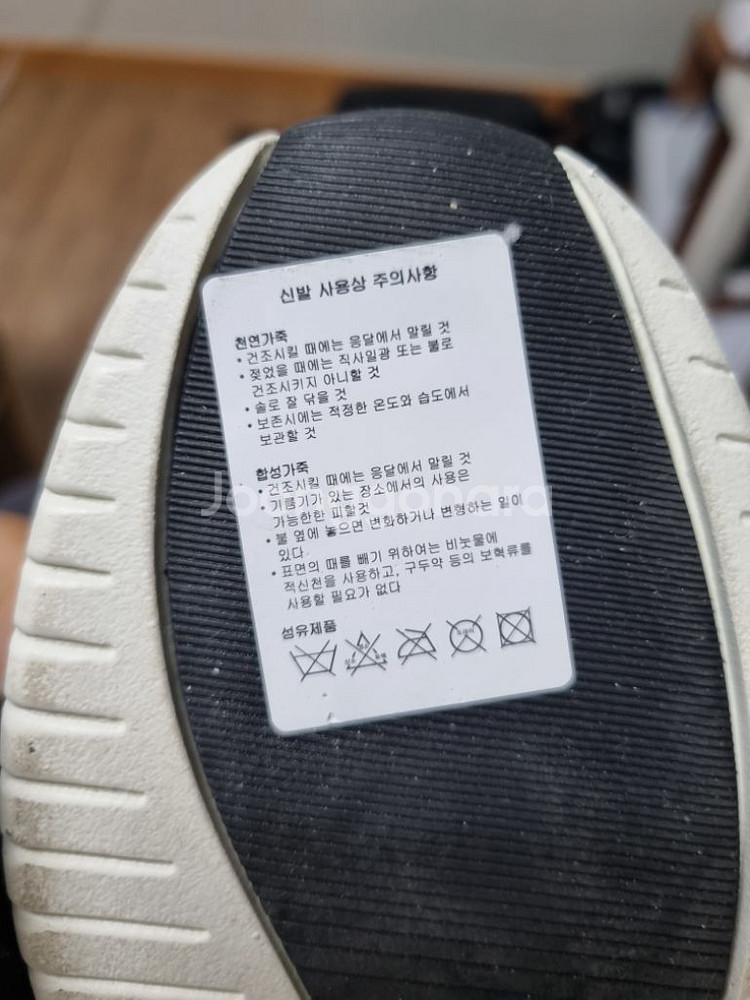 신발 사용상 주의사항
천연가죽
• 건조시킬 때에는 응달에서 말릴 것
• 젖었을 때에는 직사일광 또는 불로
건조시키지 아니할 것
• 솔로 잘 닦을 것
• 보존시에는 적정한 온도와 습도에서
보관할 것
합성가죽
• 건조시킬 때에는 응달에서 말릴 것
• 기름기가 있는 장소에서의 사용은
가능한한 피할것
• 불 옆에 놓으면 변화하거나 변형하는 일이
있다
• 표면의 때를 빼기 위하여는 비눗물에
적신천을 사용하고, 구두약 등의 보혁류를
사용할 필요가 없다
섬유제품
Joonggonara